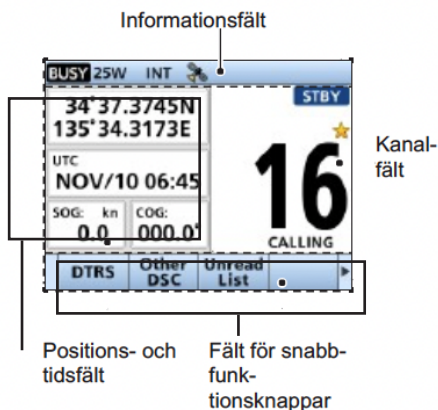 Informationsfält
BUSY 25W INT
STBY
34°37.3745N
135°34.3173E
UTC
NOV/10 06:45
SOG: kn COG:
0.0 000.0°
16
CALLING
Kanal-
fält
DTRS Other Unread
DSC List
Positions- och
tidsfält
Fält för snabb-
funk-
tionsknappar